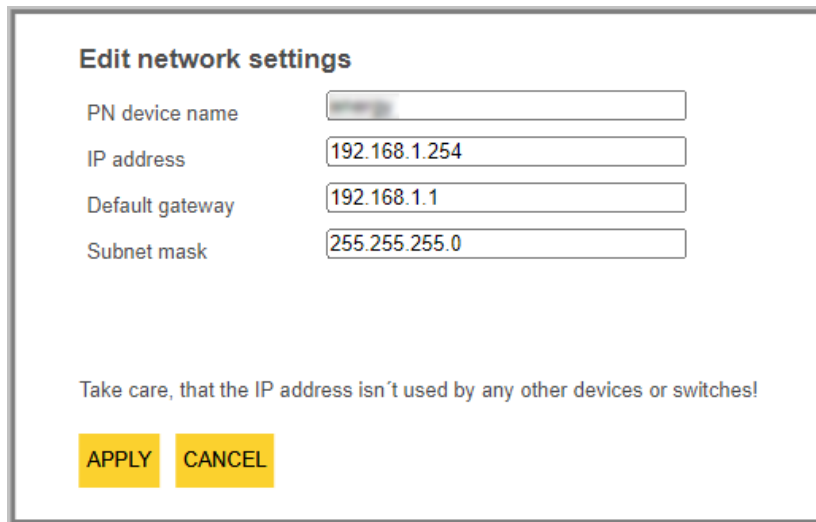 Edit network settings
PN device name
IP address 192.168.1.254
Default gateway 192.168.1.1
Subnet mask 255.255.255.0
Take care, that the IP address isn´t used by any other devices or switches!
APPLY CANCEL